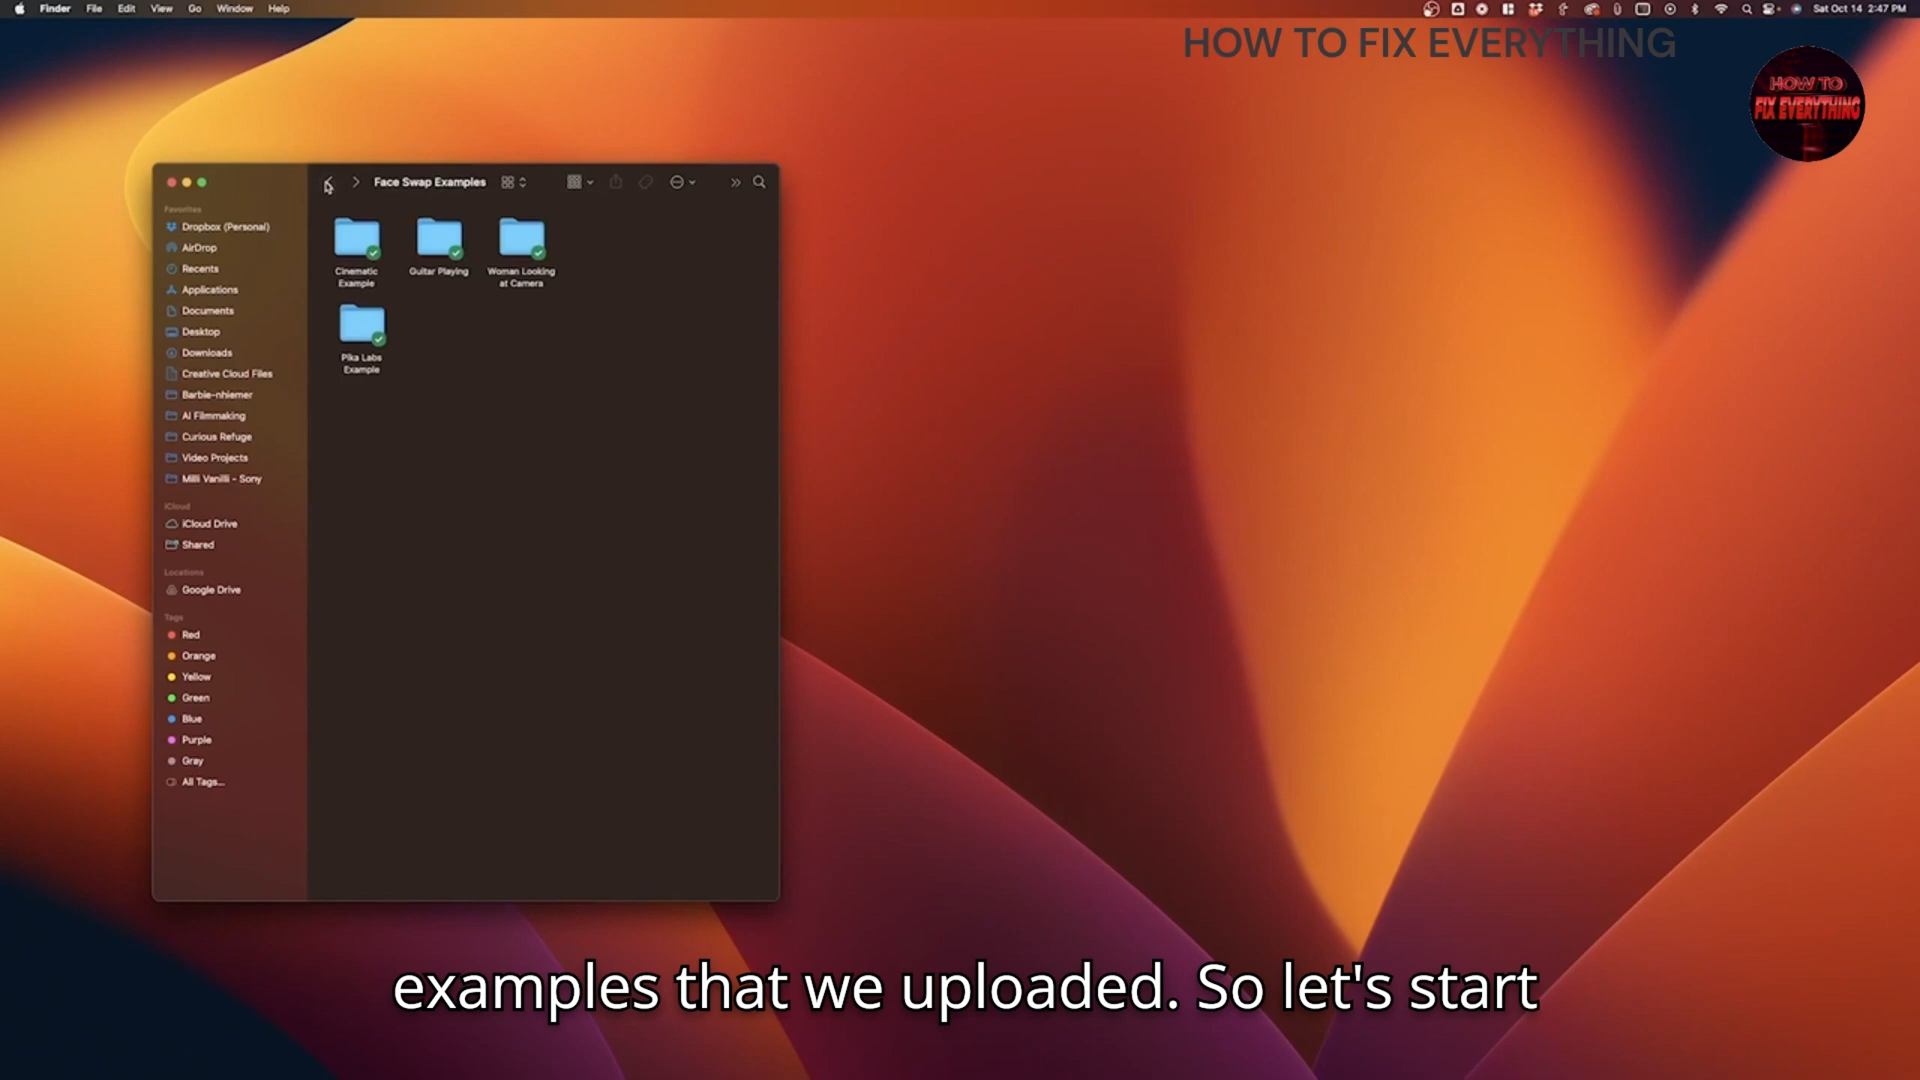 Finder File Edit View Go Window Help
Sat Oct 14 2:47 PM
HOW TO FIX EVERYTHING
HOW TO
FIX EVERYTHING
Face Swap Examples
Favorites
Dropbox (Personal)
AirDrop
Recents
Applications
Documents
Desktop
Downloads
Creative Cloud Files
Barbie-nhiemer
AI Filmmaking
Curious Refuge
Video Projects
Milli Vanilli - Sony
iCloud
iCloud Drive
Shared
Locations
Google Drive
Tags
Red
Orange
Yellow
Green
Blue
Purple
Gray
All Tags...
Cinematic
Example
Guitar Playing
Woman Looking
at Camera
Pika Labs
Example
examples that we uploaded. So let's start